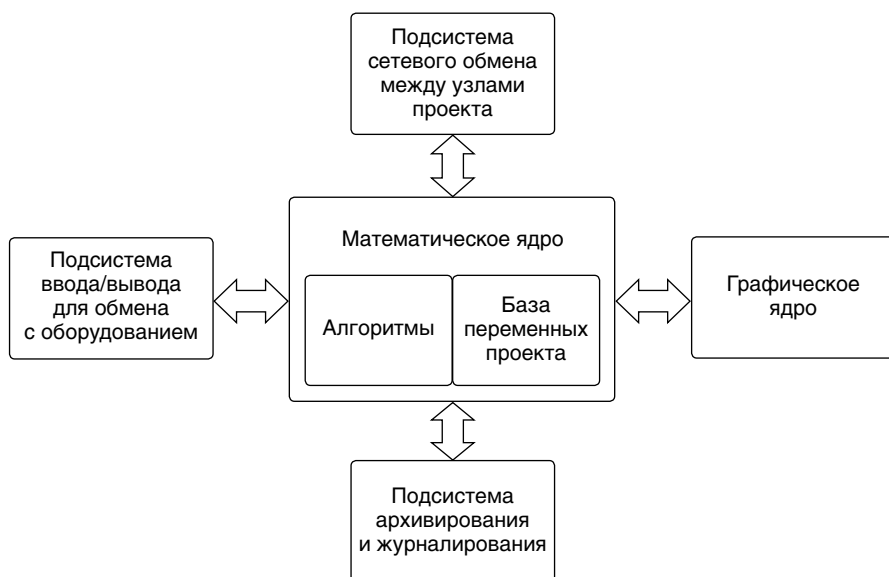 Подсистема
сетевого обмена
между узлами
проекта
Математическое ядро
Подсистема
ввода/вывода
для обмена
с оборудованием
Алгоритмы
База
переменных
проекта
Графическое
ядро
Подсистема
архивирования
и журналирования